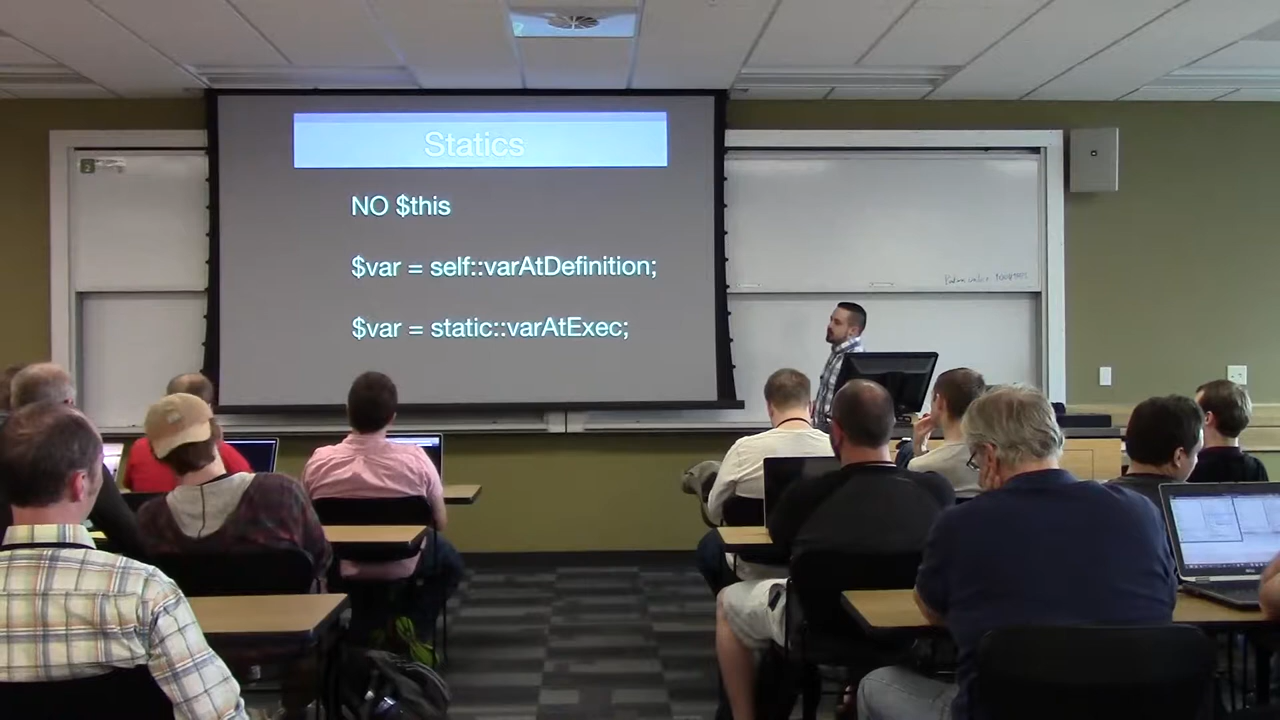 Statics
NO $this
$var = self::varAtDefinition;
$var = static::varAtExec;